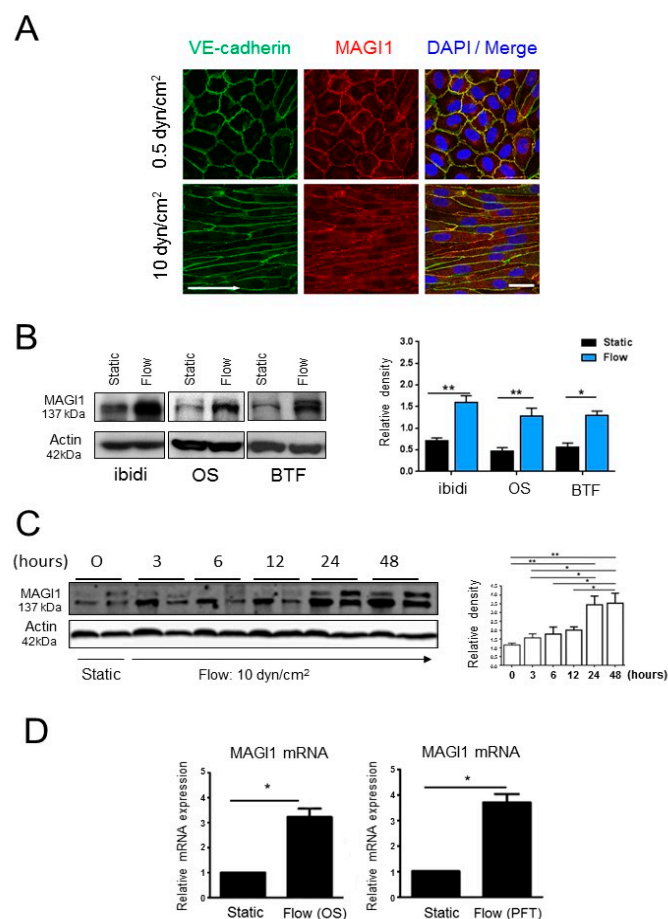 A
VE-cadherin MAGI1 DAPI / Merge
0.5 dyn/cm²
10 dyn/cm²
B
Static Flow Static Flow Static Flow
MAGI1
137 kDa
Actin
42kDa
ibidi OS BTF
Relative density
3.0
2.5
2.0
1.5
1.0
0.5
0.0
** ** *
Static
Flow
ibidi OS BTF
C
(hours) O 3 6 12 24 48
MAGI1
137 kDa
Actin
42kDa
Static Flow: 10 dyn/cm²
Relative density
**
**
*
*
*
*
0 3 6 12 24 48 (hours)
D
MAGI1 mRNA
Relative mRNA expression
5
4
3
2
1
0
*
Static Flow (OS)
MAGI1 mRNA
Relative mRNA expression
5
4
3
2
1
0
*
Static Flow (PFT)